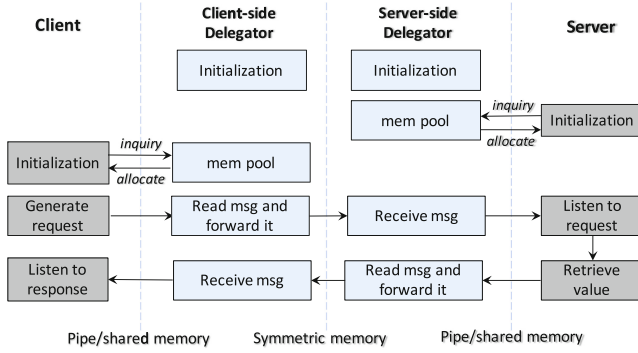 Client
Client-side
Delegator
Server-side
Delegator
Server
Initialization
Initialization
mem pool
inquiry
allocate
Initialization
Initialization
inquiry
allocate
mem pool
Generate
request
Read msg and
forward it
Receive msg
Listen to
request
Listen to
response
Receive msg
Read msg and
forward it
Retrieve
value
Pipe/shared memory
Symmetric memory
Pipe/shared memory